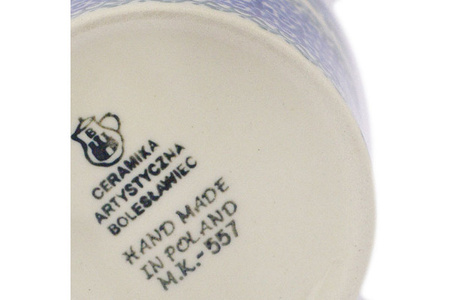 B
CERAMIKA
ARTYSTYCZNA
BOLESŁAWIEC
HAND MADE
IN POLAND
M.K.-557